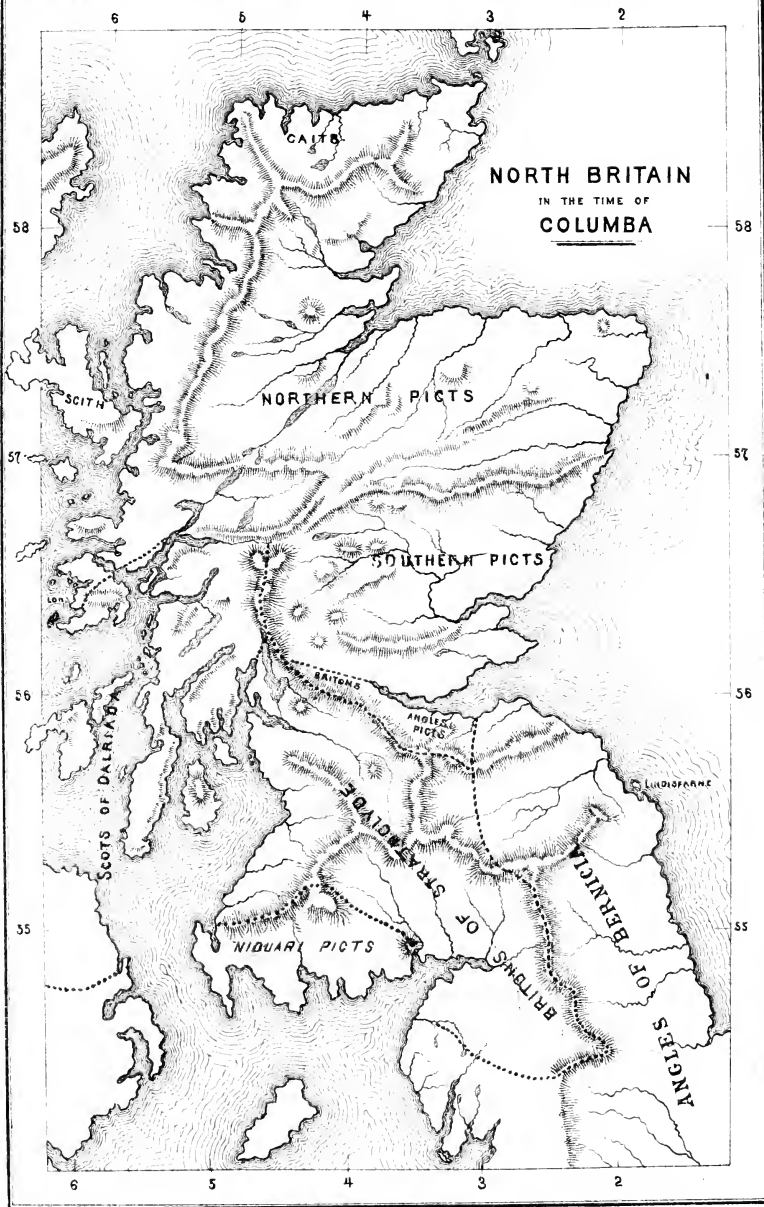 6 5 4 3 2
NORTH BRITAIN
IN THE TIME OF
COLUMBA
CAITB
58 58
SCITH
NORTHERN PICTS
57 57
SOUTHERN PICTS
BRITONS
56 56
ANGLES
PICTS
SCOTS OF DALRIADA
LINDISFARNE
BRITONS OF STRATHCLYDE
ANGLES OF BERNICIA
55 55
NIDUARI PICTS
6 5 4 3 2